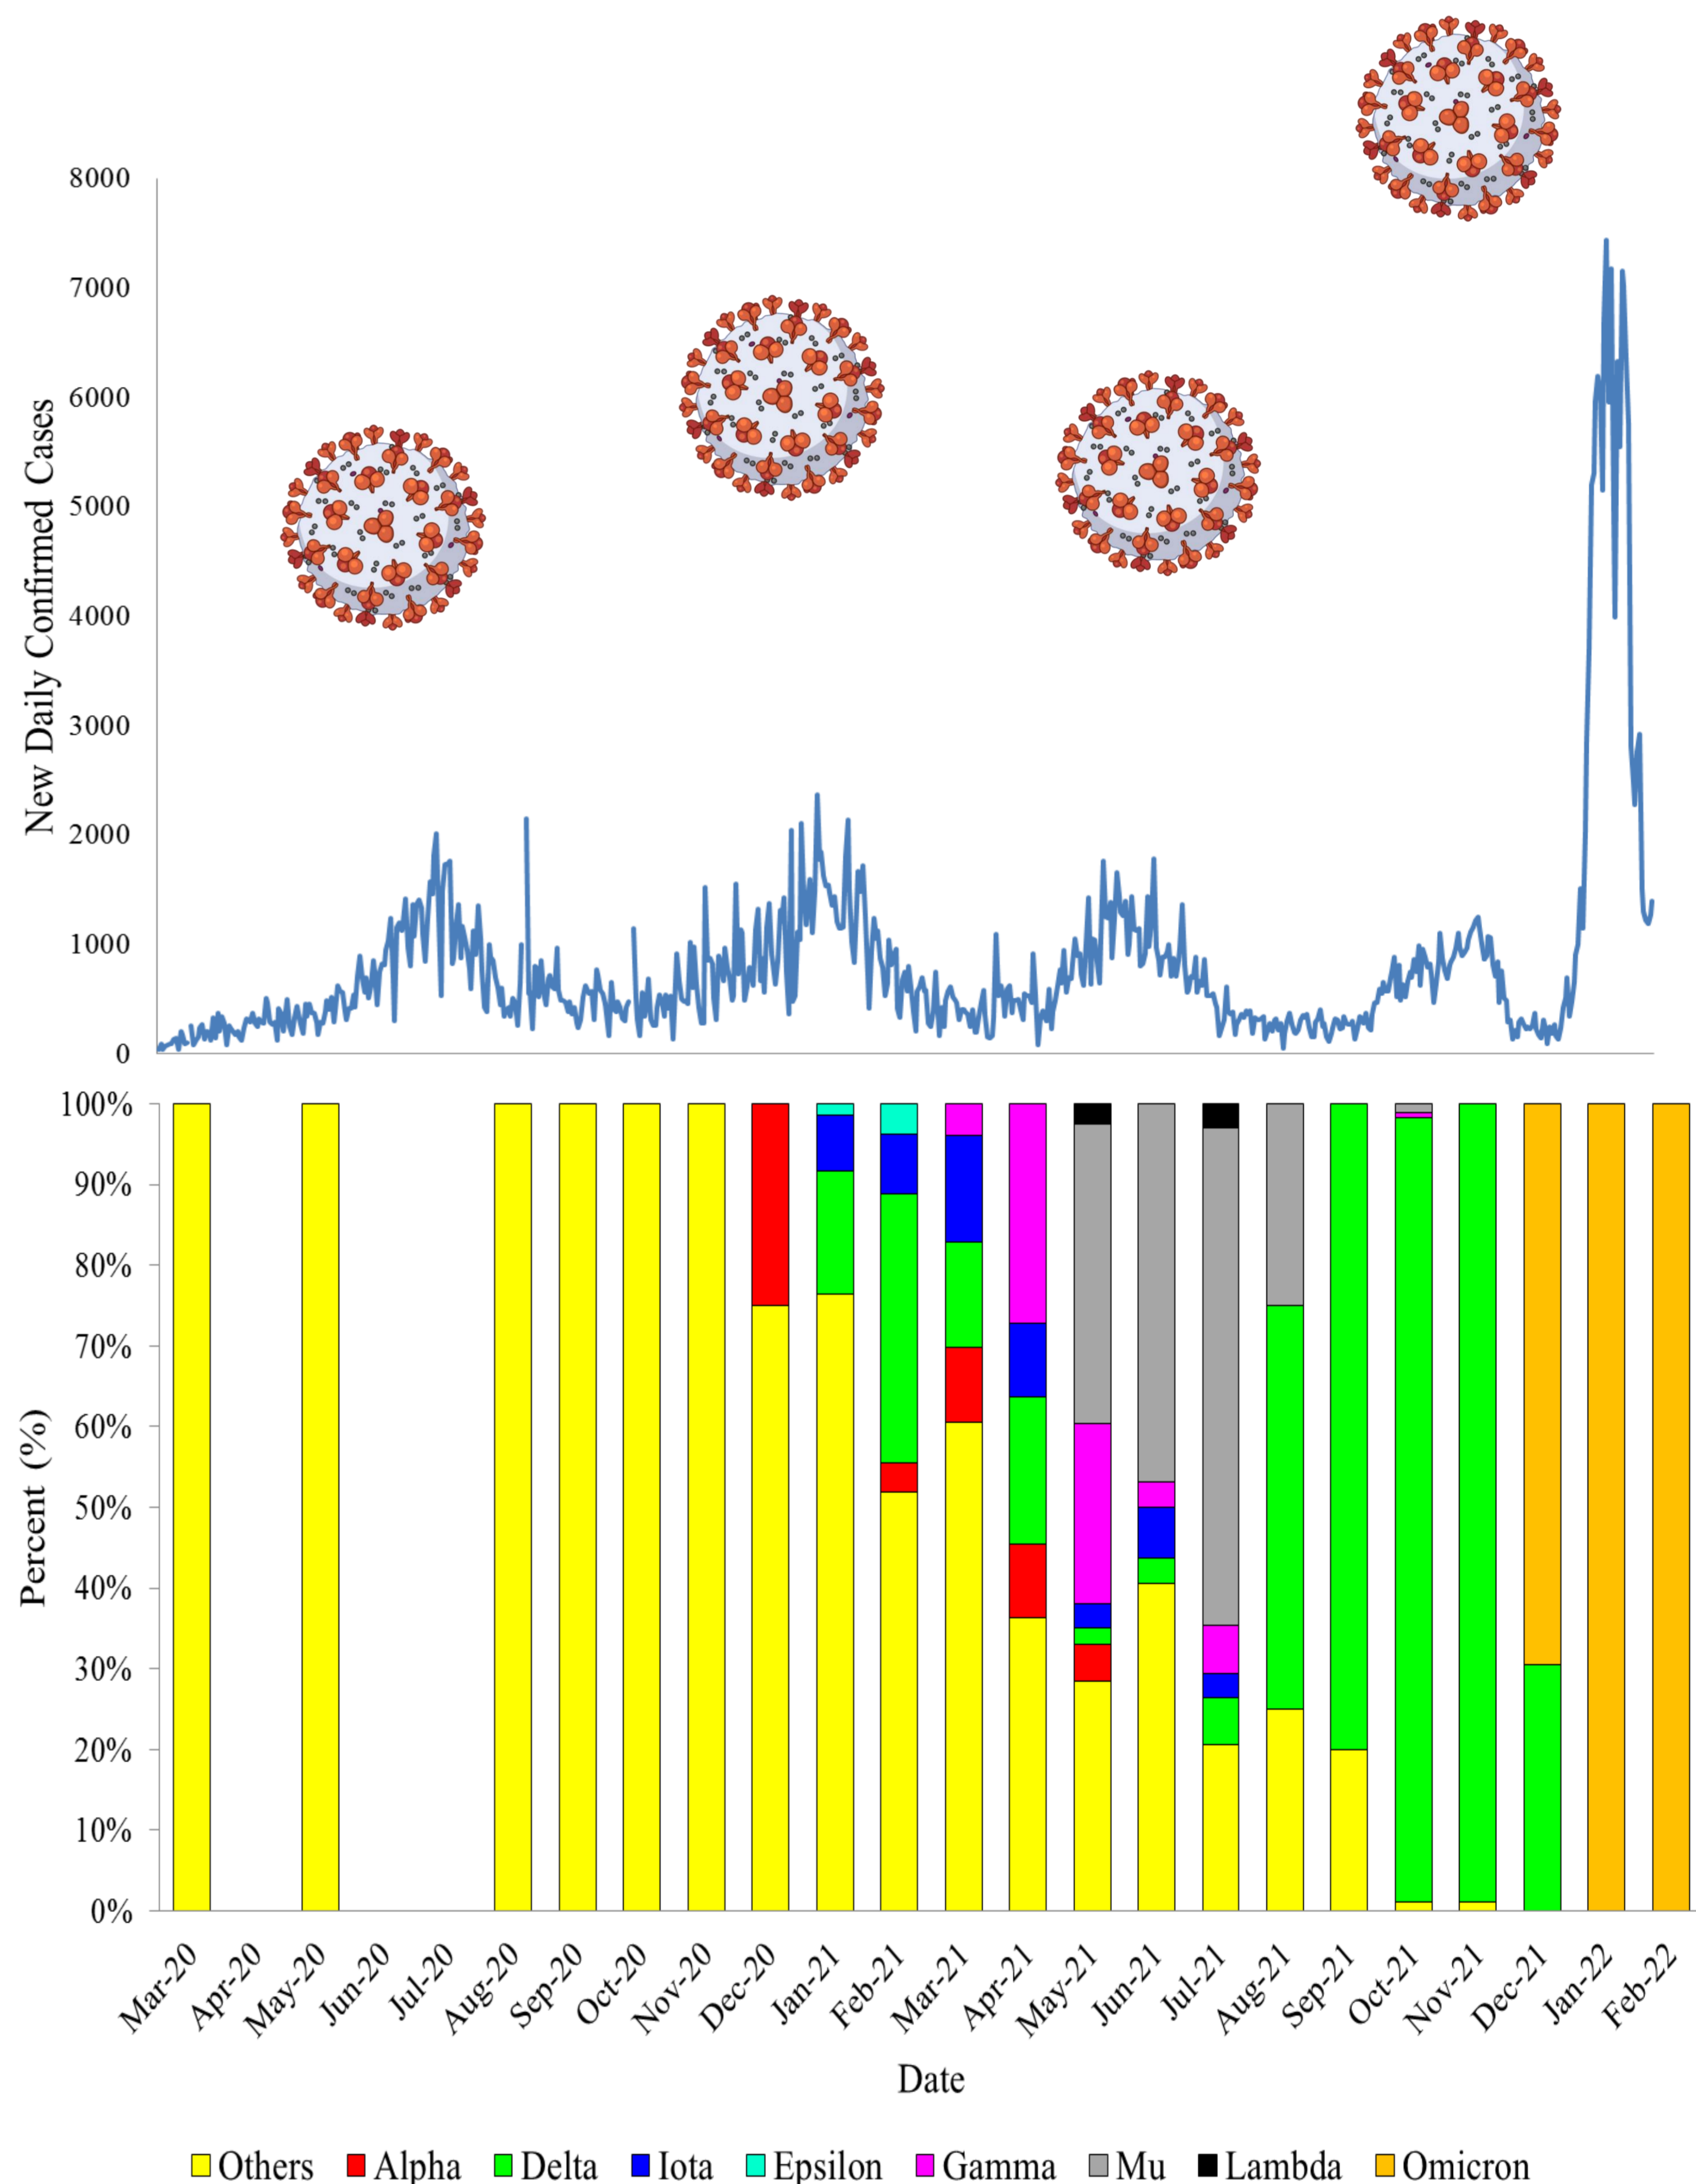 8000
7000
6000
5000
4000
3000
2000
1000
0
New Daily Confirmed Cases
100%
90%
80%
70%
60%
50%
40%
30%
20%
10%
0%
Percent (%)
Mar-20
Apr-20
May-20
Jun-20
Jul-20
Aug-20
Sep-20
Oct-20
Nov-20
Dec-20
Jan-21
Feb-21
Mar-21
Apr-21
May-21
Jun-21
Jul-21
Aug-21
Sep-21
Oct-21
Nov-21
Dec-21
Jan-22
Feb-22
Date
Others Alpha Delta Iota Epsilon Gamma Mu Lambda Omicron